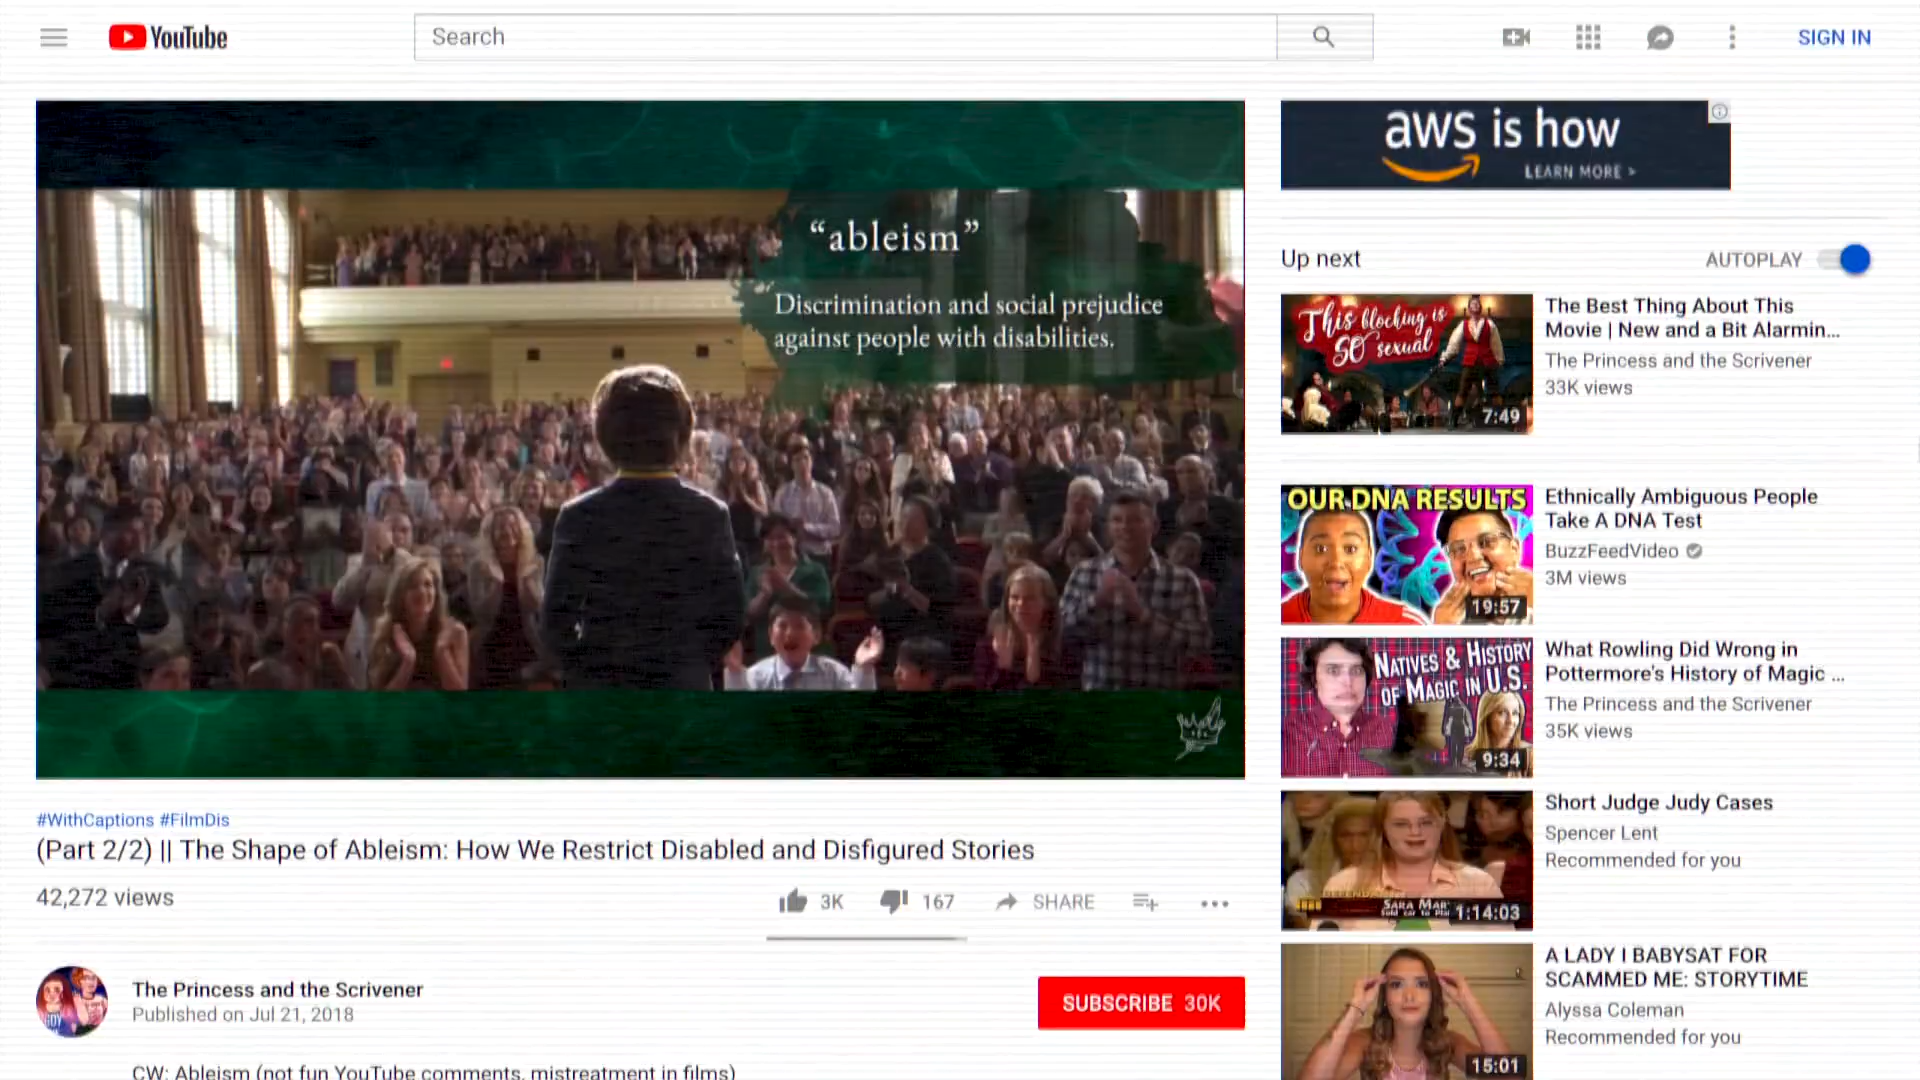 YouTube
Search
SIGN IN
aws is how
LEARN MORE >
“ableism”
Discrimination and social prejudice
against people with disabilities.
Up next
AUTOPLAY
This blocking is
SO sexual
7:49
The Best Thing About This
Movie | New and a Bit Alarmin...
The Princess and the Scrivener
33K views
OUR DNA RESULTS
19:57
Ethnically Ambiguous People
Take A DNA Test
BuzzFeedVideo
3M views
NATIVES & HISTORY
OF MAGIC IN U.S.
9:34
What Rowling Did Wrong in
Pottermore's History of Magic ...
The Princess and the Scrivener
35K views
SARA MAR
1:14:03
Short Judge Judy Cases
Spencer Lent
Recommended for you
15:01
A LADY I BABYSAT FOR
SCAMMED ME: STORYTIME
Alyssa Coleman
Recommended for you
#WithCaptions #FilmDis
(Part 2/2) || The Shape of Ableism: How We Restrict Disabled and Disfigured Stories
42,272 views
3K
167
SHARE
The Princess and the Scrivener
Published on Jul 21, 2018
SUBSCRIBE 30K
CW: Ableism (not fun YouTube comments, mistreatment in films)